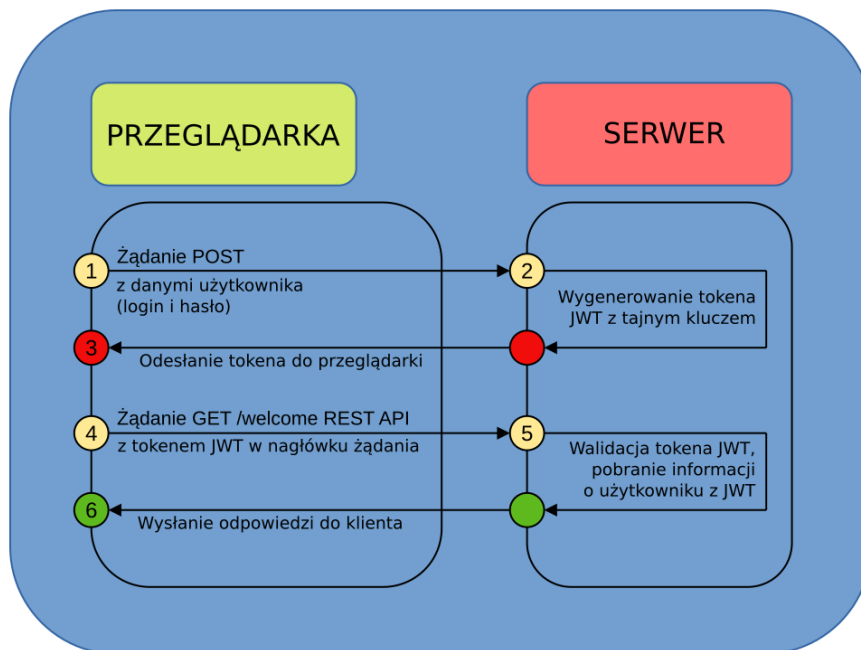 PRZEGLĄDARKA
SERWER
1
Żądanie POST
z danymi użytkownika
(login i hasło)
2
Wygenerowanie tokena
JWT z tajnym kluczem
3
Odesłanie tokena do przeglądarki
4
Żądanie GET /welcome REST API
z tokenem JWT w nagłówku żądania
5
Walidacja tokena JWT,
pobranie informacji
o użytkowniku z JWT
6
Wysłanie odpowiedzi do klienta